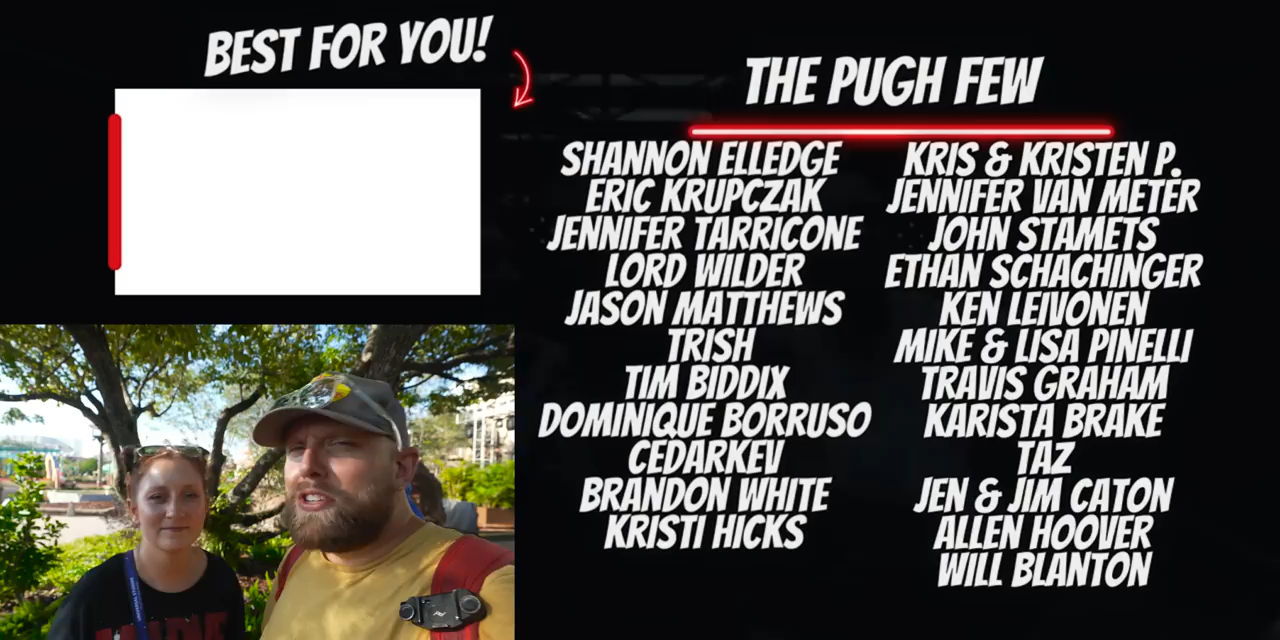 BEST FOR YOU!
THE PUGH FEW
SHANNON ELLEDGE
ERIC KRUPCZAK
JENNIFER TARRICONE
LORD WILDER
JASON MATTHEWS
TRISH
TIM BIDDIX
DOMINIQUE BORRUSO
CEDARKEV
BRANDON WHITE
KRISTI HICKS
KRIS & KRISTEN P.
JENNIFER VAN METER
JOHN STAMETS
ETHAN SCHACHINGER
KEN LEIVONEN
MIKE & LISA PINELLI
TRAVIS GRAHAM
KARISTA BRAKE
TAZ
JEN & JIM CATON
ALLEN HOOVER
WILL BLANTON